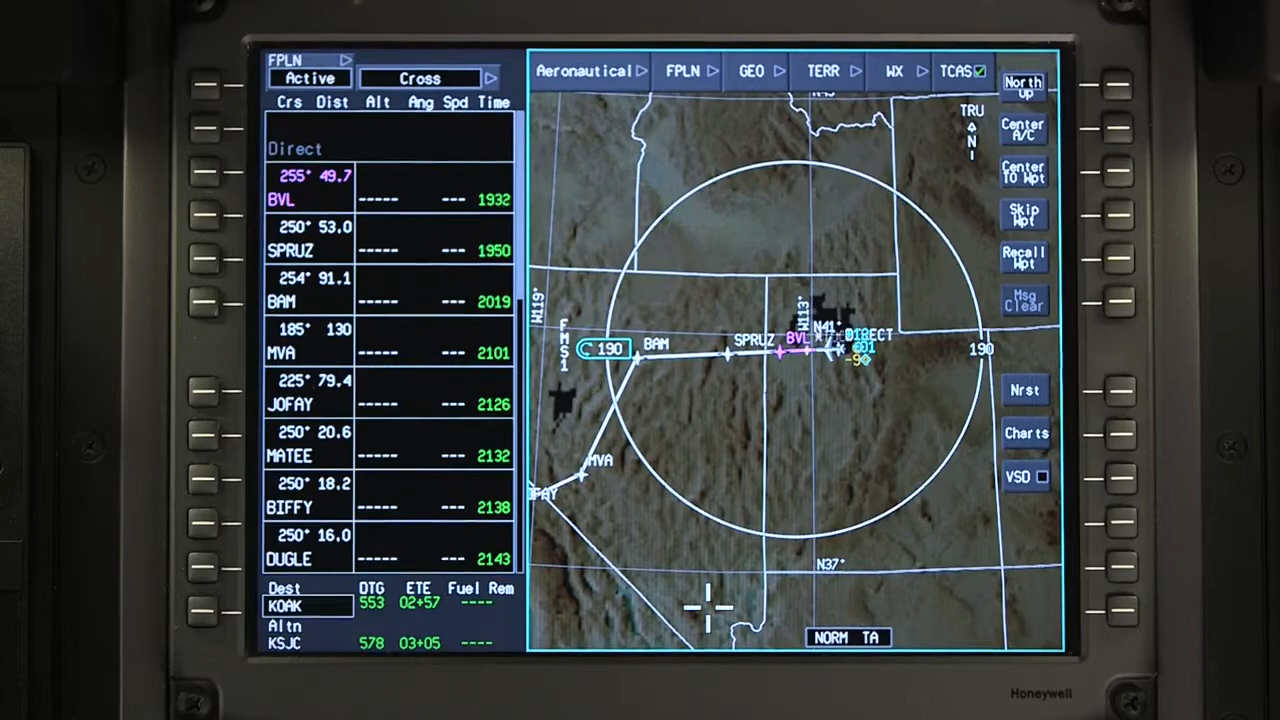 FPLN
Active Cross
Crs Dist Alt Ang Spd Time
Direct
255° 49.7
BVL ----- --- 1932
250° 53.0
SPRUZ ----- --- 1950
254° 91.1
BAM ----- --- 2019
185° 130
MVA ----- --- 2101
225° 79.4
JOFAY ----- --- 2126
250° 20.6
MATEE ----- --- 2132
250° 18.2
BIFFY ----- --- 2138
250° 16.0
DUGLE ----- --- 2143
Dest DTG ETE Fuel Rem
KOAK 553 02+57 ----
Altn
KSJC 578 03+05 ----
Aeronautical FPLN GEO TERR WX TCAS
North Up
Center A/C
Center TO Wpt
Skip Wpt
Recall Wpt
Msg Clear
Nrst
Charts
VSD
TRU
N
W119°
W113°
FMS1
190
BAM
SPRUZ
BVL
N41°
DIRECT
190
MVA
OFAY
N37°
NORM TA
Honeywell